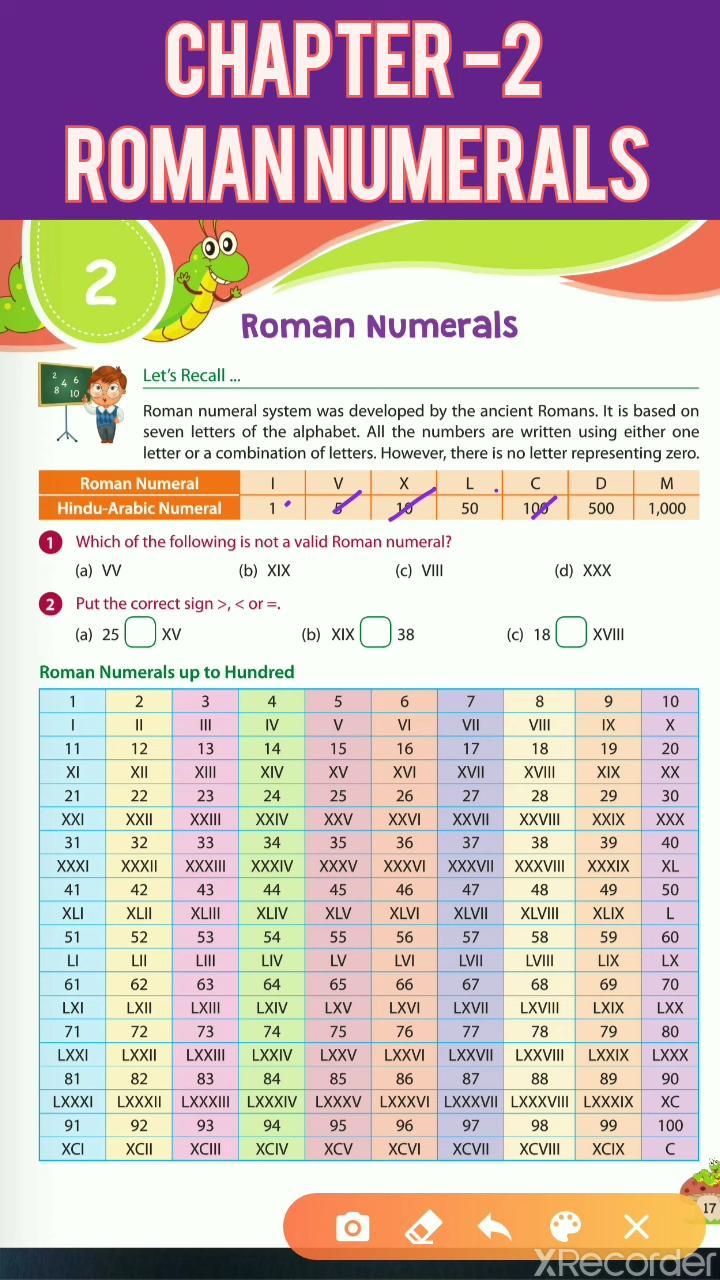 CHAPTER-2
ROMAN NUMERALS
2
Roman Numerals
2 4 6
8 10
Let's Recall ...
Roman numeral system was developed by the ancient Romans. It is based on
seven letters of the alphabet. All the numbers are written using either one
letter or a combination of letters. However, there is no letter representing zero.
Roman Numeral I V X L C D M
Hindu-Arabic Numeral 1 5 10 50 100 500 1,000
1 Which of the following is not a valid Roman numeral?
(a) VV (b) XIX (c) VIII (d) XXX
2 Put the correct sign >, < or =.
(a) 25 XV (b) XIX 38 (c) 18 XVIII
Roman Numerals up to Hundred
1 2 3 4 5 6 7 8 9 10
I II III IV V VI VII VIII IX X
11 12 13 14 15 16 17 18 19 20
XI XII XIII XIV XV XVI XVII XVIII XIX XX
21 22 23 24 25 26 27 28 29 30
XXI XXII XXIII XXIV XXV XXVI XXVII XXVIII XXIX XXX
31 32 33 34 35 36 37 38 39 40
XXXI XXXII XXXIII XXXIV XXXV XXXVI XXXVII XXXVIII XXXIX XL
41 42 43 44 45 46 47 48 49 50
XLI XLII XLIII XLIV XLV XLVI XLVII XLVIII XLIX L
51 52 53 54 55 56 57 58 59 60
LI LII LIII LIV LV LVI LVII LVIII LIX LX
61 62 63 64 65 66 67 68 69 70
LXI LXII LXIII LXIV LXV LXVI LXVII LXVIII LXIX LXX
71 72 73 74 75 76 77 78 79 80
LXXI LXXII LXXIII LXXIV LXXV LXXVI LXXVII LXXVIII LXXIX LXXX
81 82 83 84 85 86 87 88 89 90
LXXXI LXXXII LXXXIII LXXXIV LXXXV LXXXVI LXXXVII LXXXVIII LXXXIX XC
91 92 93 94 95 96 97 98 99 100
XCI XCII XCIII XCIV XCV XCVI XCVII XCVIII XCIX C
17
XRecorder